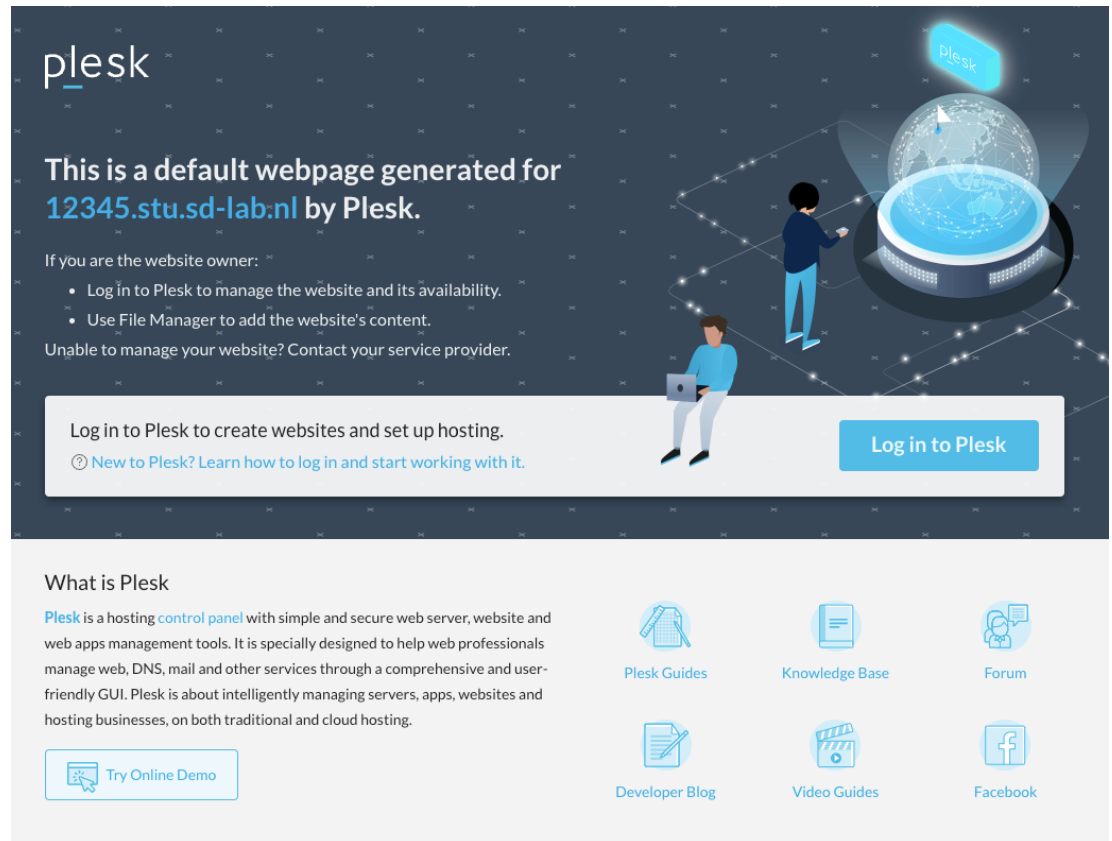 plesk
plesk
This is a default webpage generated for
12345.stu.sd-lab.nl by Plesk.
If you are the website owner:
• Log in to Plesk to manage the website and its availability.
• Use File Manager to add the website's content.
Unable to manage your website? Contact your service provider.
Log in to Plesk to create websites and set up hosting.
? New to Plesk? Learn how to log in and start working with it.
Log in to Plesk
What is Plesk
Plesk is a hosting control panel with simple and secure web server, website and
web apps management tools. It is specially designed to help web professionals
manage web, DNS, mail and other services through a comprehensive and user-
friendly GUI. Plesk is about intelligently managing servers, apps, websites and
hosting businesses, on both traditional and cloud hosting.
Try Online Demo
Plesk Guides
Knowledge Base
Forum
Developer Blog
Video Guides
Facebook